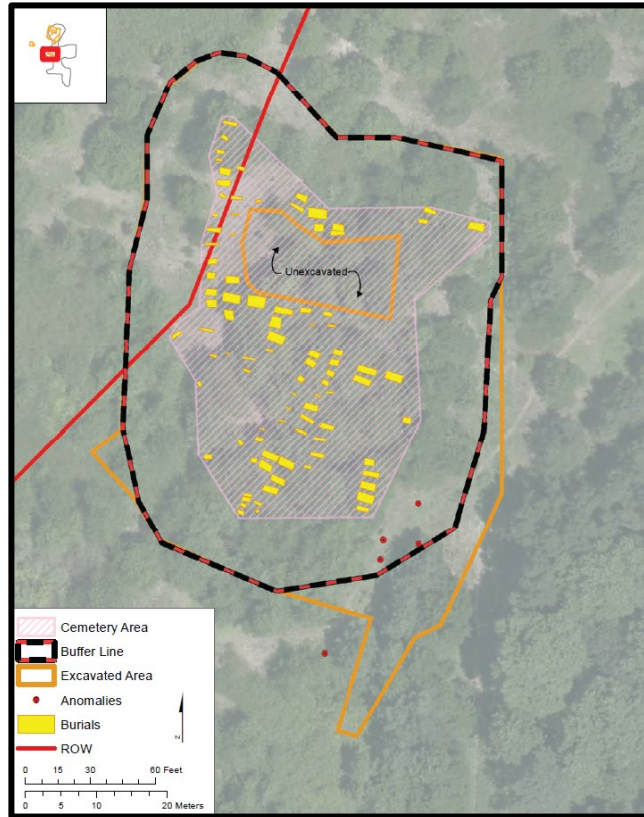 Unexcavated
Cemetery Area
Buffer Line
Excavated Area
Anomalies
Burials
ROW
N
0 15 30 60 Feet
0 5 10 20 Meters